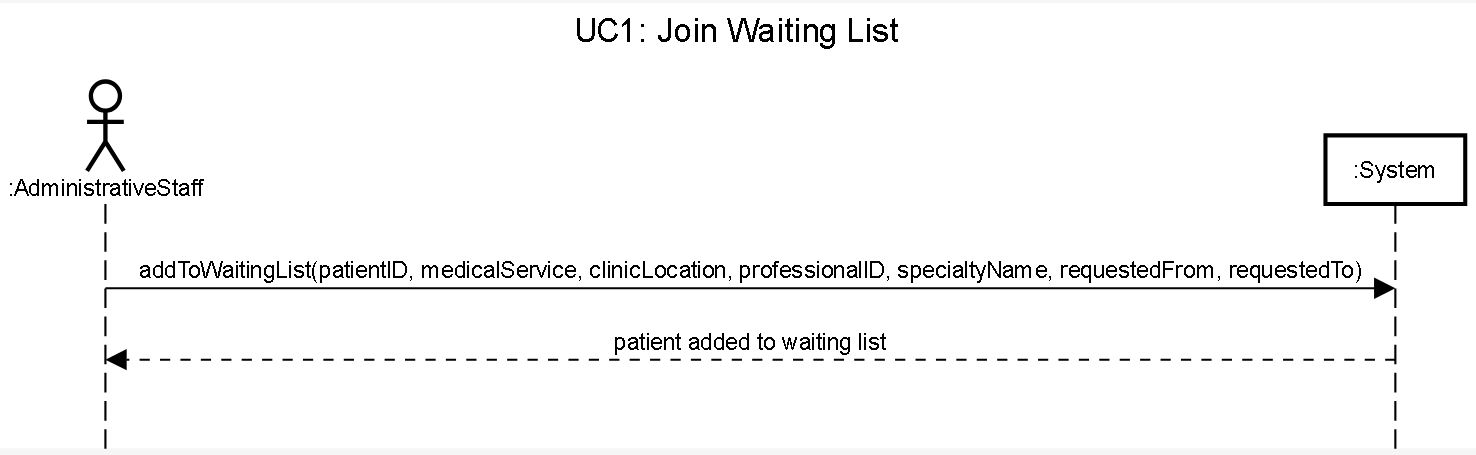 UC1: Join Waiting List
:AdministrativeStaff
:System
addToWaitingList(patientID, medicalService, clinicLocation, professionalID, specialtyName, requestedFrom, requestedTo)
patient added to waiting list